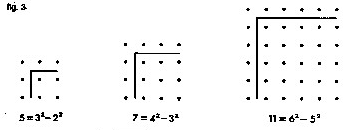 fig. 3.
5 = 3² – 2²
7 = 4² – 3²
11 = 6² – 5²